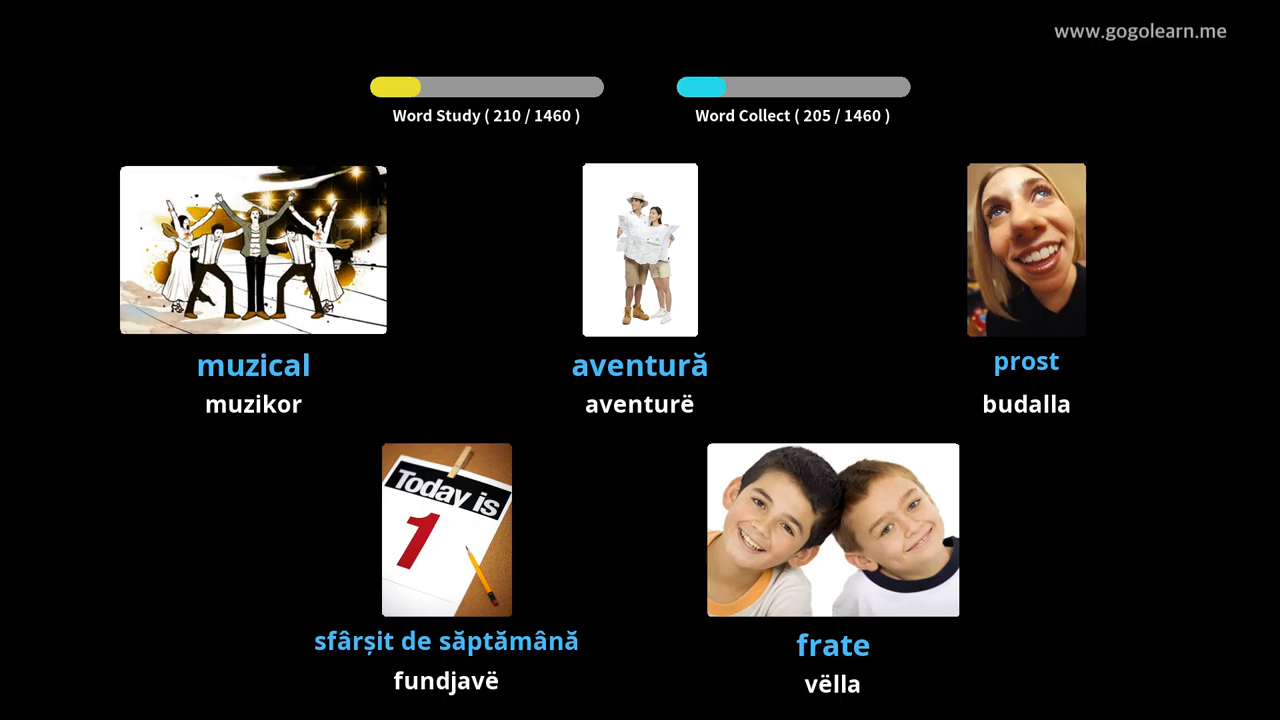 www.gogolearn.me
Word Study ( 210 / 1460 )
Word Collect ( 205 / 1460 )
muzical
muzikor
aventură
aventurë
prost
budalla
Today is
1
sfârșit de săptămână
fundjavë
frate
vëlla